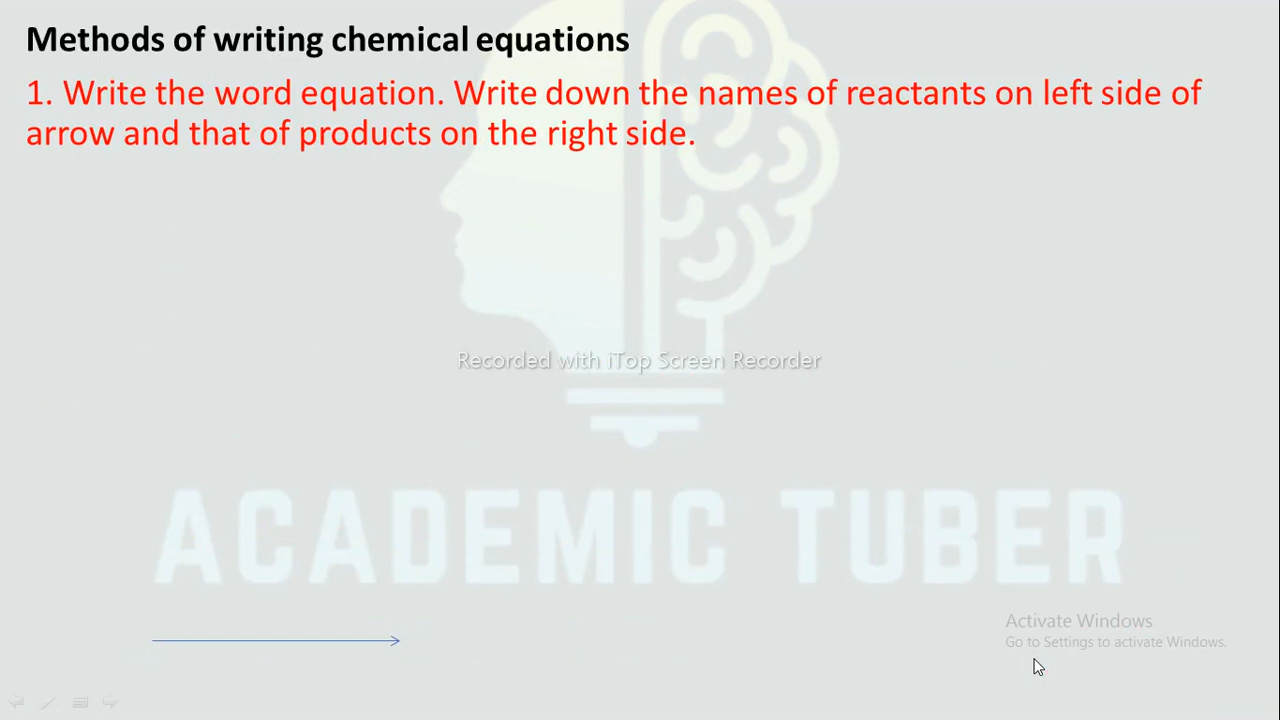 Methods of writing chemical equations
1. Write the word equation. Write down the names of reactants on left side of
arrow and that of products on the right side.
Recorded with iTop Screen Recorder
ACADEMIC TUBER
Activate Windows
Go to Settings to activate Windows.